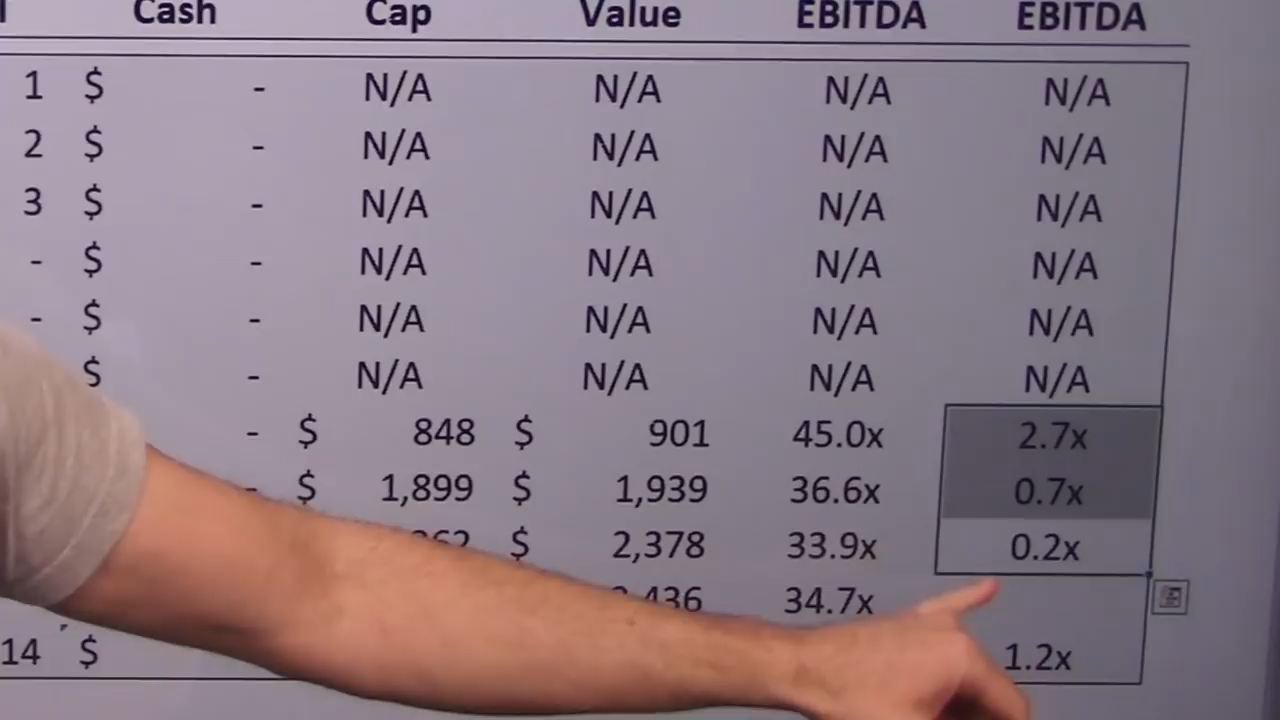 Cash Cap Value EBITDA EBITDA
1 $ - N/A N/A N/A N/A
2 $ - N/A N/A N/A N/A
3 $ - N/A N/A N/A N/A
- $ - N/A N/A N/A N/A
- $ - N/A N/A N/A N/A
$ - N/A N/A N/A N/A
- $ 848 $ 901 45.0x 2.7x
- $ 1,899 $ 1,939 36.6x 0.7x
$ 2,378 33.9x 0.2x
34.7x
14 $ 1.2x